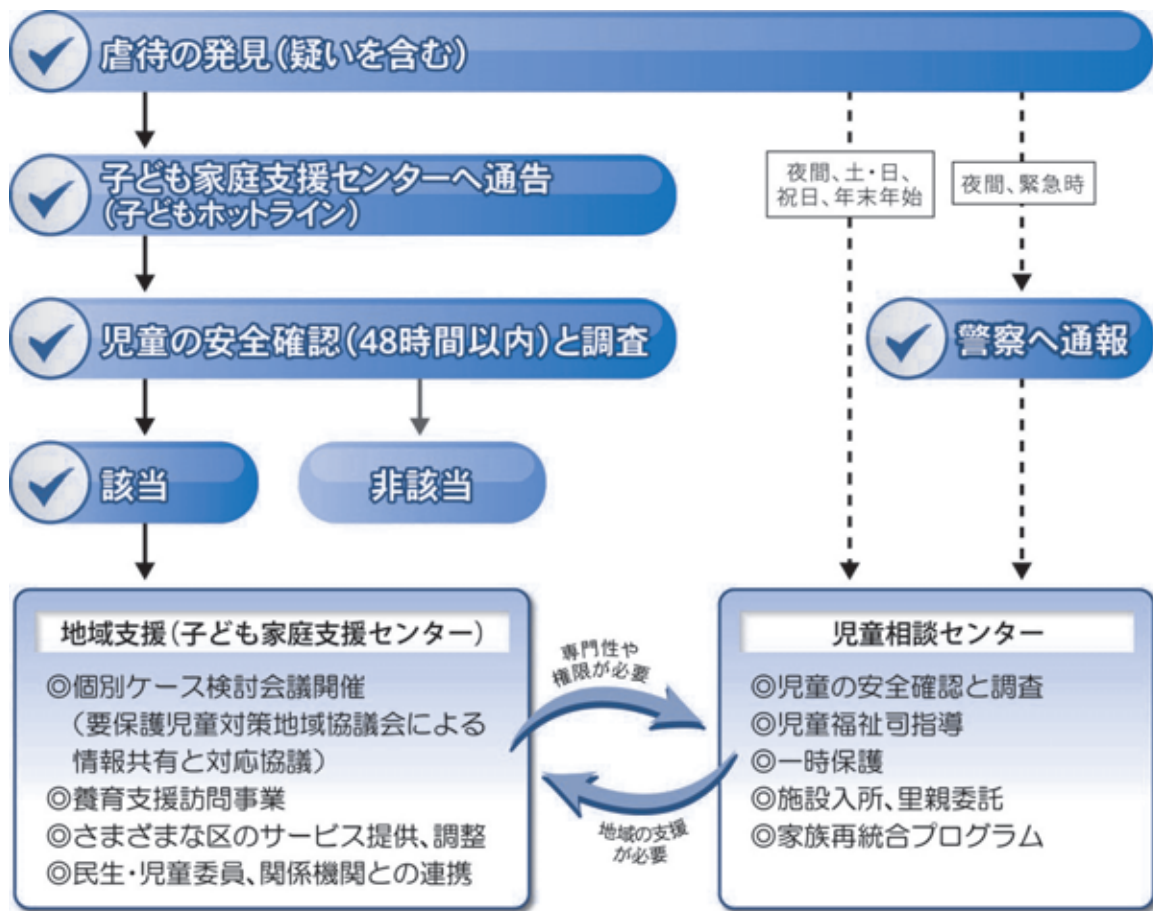 虐待の発見(疑いを含む)
子ども家庭支援センターへ通告
(子どもホットライン)
夜間、土・日、
祝日、年末年始
夜間、緊急時
児童の安全確認(48時間以内)と調査
警察へ通報
該当
非該当
地域支援(子ども家庭支援センター)
◎個別ケース検討会議開催
(要保護児童対策地域協議会による
情報共有と対応協議)
◎養育支援訪問事業
◎さまざまな区のサービス提供、調整
◎民生・児童委員、関係機関との連携
専門性や
権限が必要
地域の支援
が必要
児童相談センター
◎児童の安全確認と調査
◎児童福祉司指導
◎一時保護
◎施設入所、里親委託
◎家族再統合プログラム